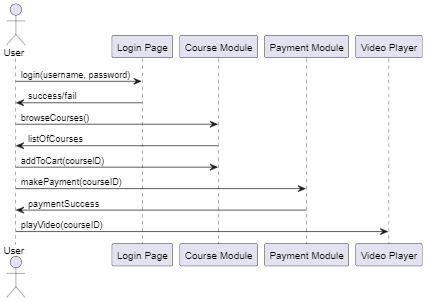 User
Login Page Course Module Payment Module Video Player
login(username, password)
success/fail
browseCourses()
listOfCourses
addToCart(courseID)
makePayment(courseID)
paymentSuccess
playVideo(courseID)
User
Login Page Course Module Payment Module Video Player